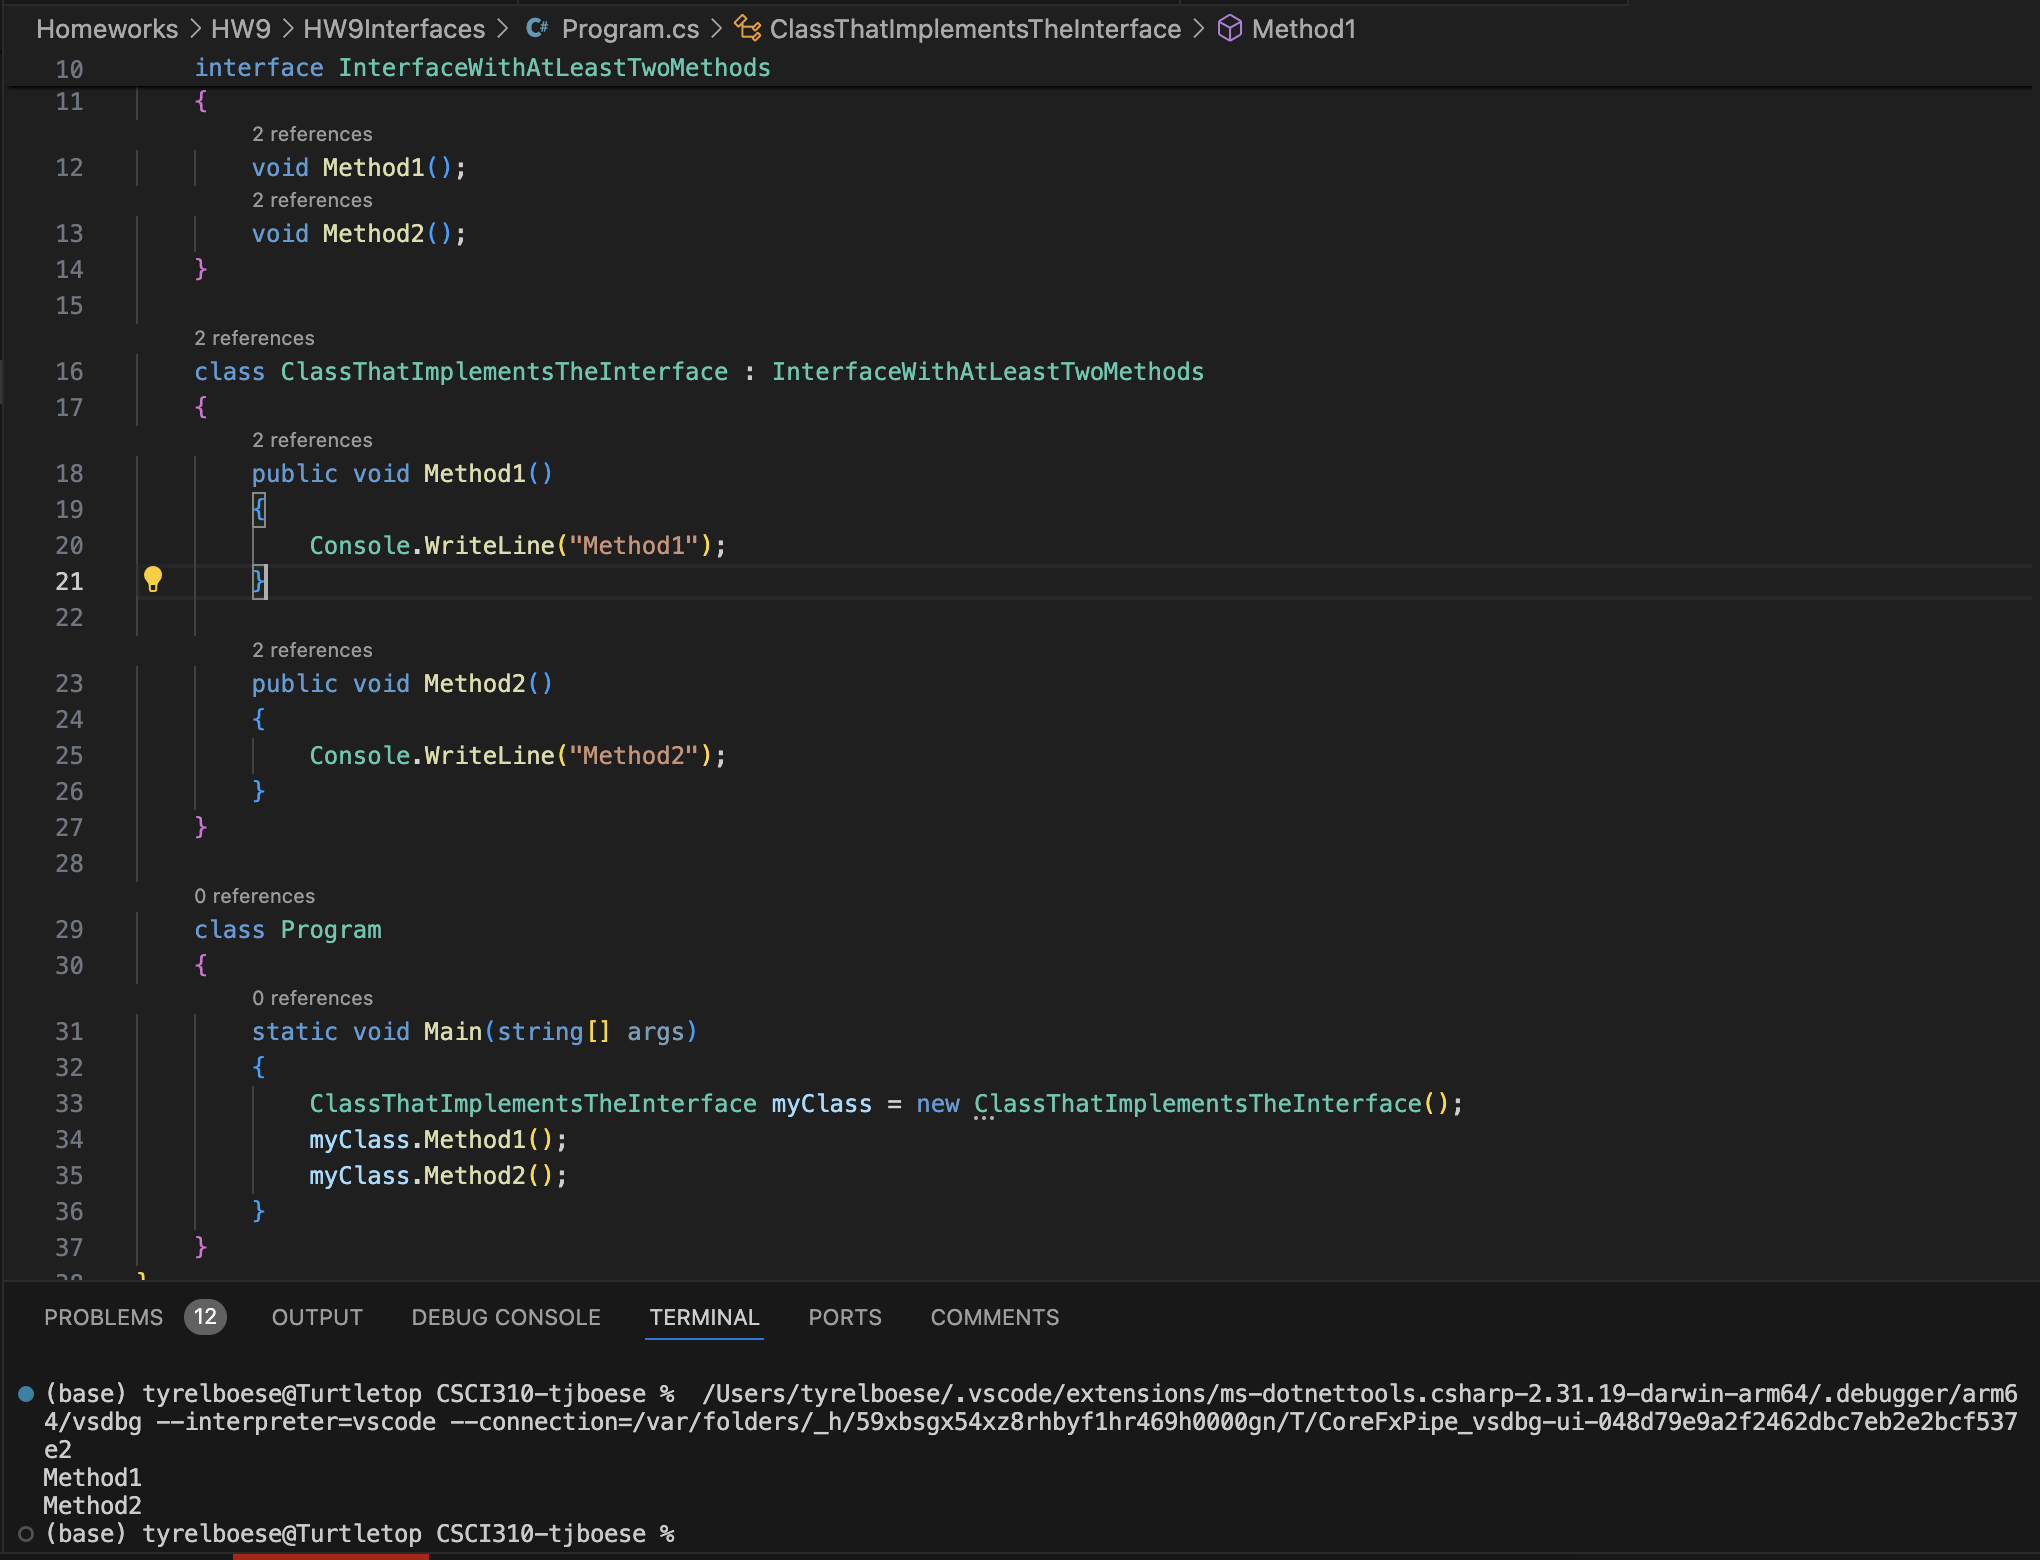 Homeworks > HW9 > HW9Interfaces > C# Program.cs > ClassThatImplementsTheInterface > Method1
10 interface InterfaceWithAtLeastTwoMethods
11 {
2 references
12 void Method1();
2 references
13 void Method2();
14 }
15
2 references
16 class ClassThatImplementsTheInterface : InterfaceWithAtLeastTwoMethods
17 {
2 references
18 public void Method1()
19 {
20 Console.WriteLine("Method1");
21 }
22
2 references
23 public void Method2()
24 {
25 Console.WriteLine("Method2");
26 }
27 }
28
0 references
29 class Program
30 {
0 references
31 static void Main(string[] args)
32 {
33 ClassThatImplementsTheInterface myClass = new ClassThatImplementsTheInterface();
34 myClass.Method1();
35 myClass.Method2();
36 }
37 }
38 }
PROBLEMS 12 OUTPUT DEBUG CONSOLE TERMINAL PORTS COMMENTS
(base) tyrelboese@Turtletop CSCI310-tjboese %  /Users/tyrelboese/.vscode/extensions/ms-dotnettools.csharp-2.31.19-darwin-arm64/.debugger/arm6
4/vsdbg --interpreter=vscode --connection=/var/folders/_h/59xbsgx54xz8rhbyf1hr469h0000gn/T/CoreFxPipe_vsdbg-ui-048d79e9a2f2462dbc7eb2e2bcf537
e2
Method1
Method2
(base) tyrelboese@Turtletop CSCI310-tjboese %